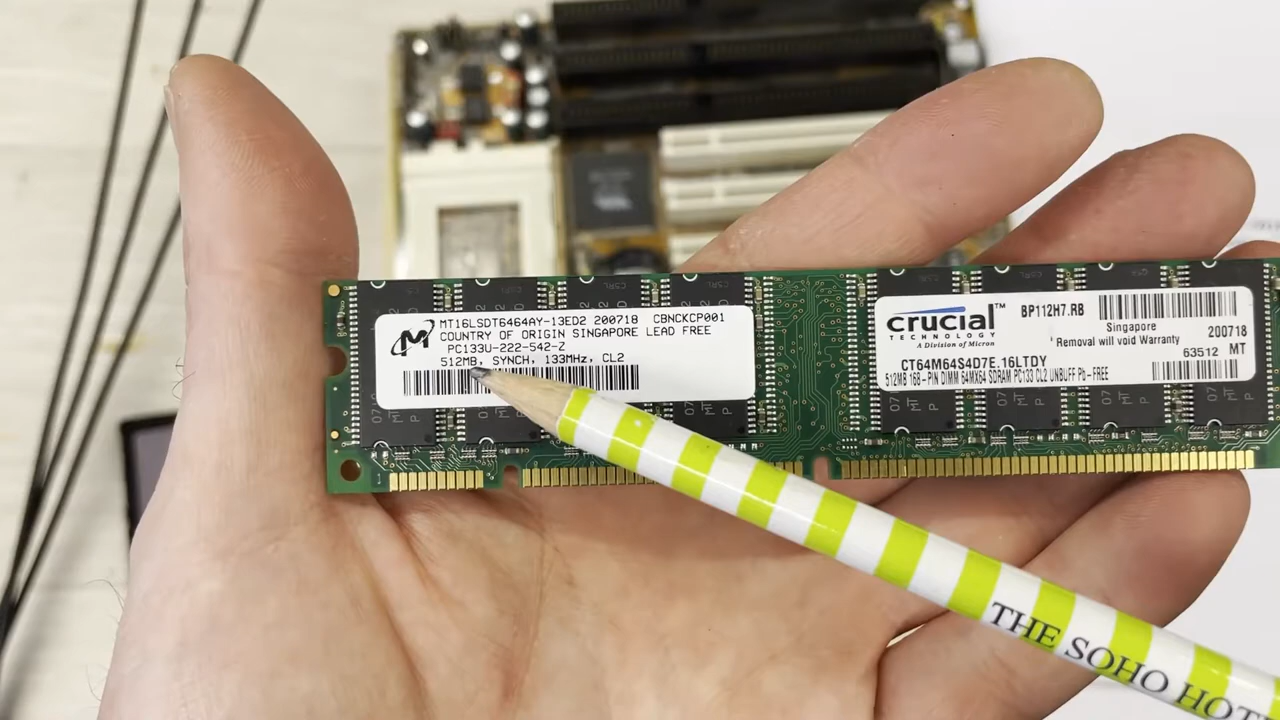 MT16LSDT6464AY-13ED2 200718 CBNCKCP001
COUNTRY OF ORIGIN SINGAPORE LEAD FREE
PC133U-222-542-Z
512MB, SYNCH, 133MHz, CL2
crucial™
TECHNOLOGY
A Division of Micron
BP112H7.RB
Singapore
200718
Removal will void Warranty
63512 MT
CT64M64S4D7E.16LTDY
512MB 168-PIN DIMM 64MX64 SDRAM PC133 CL2 UNBUFF Pb-FREE
THE SOHO HOT